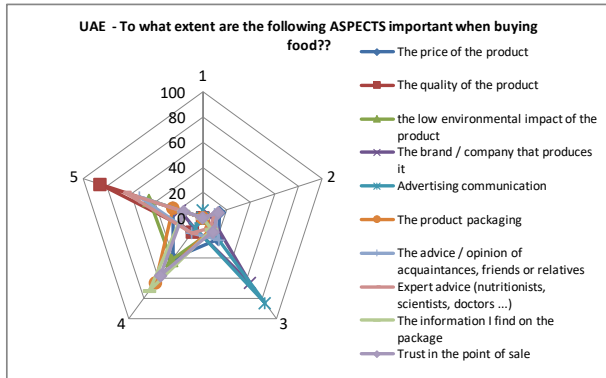 UAE - To what extent are the following ASPECTS important when buying
food??
1
100
80
60
40
20
0
2
3
4
5
The price of the product
The quality of the product
the low environmental impact of
the product
The brand / company that produces
it
Advertising communication
The product packaging
The advice / opinion of
acquaintances, friends or relatives
Expert advice (nutritionists,
scientists, doctors ...)
The information I find on the
package
Trust in the point of sale